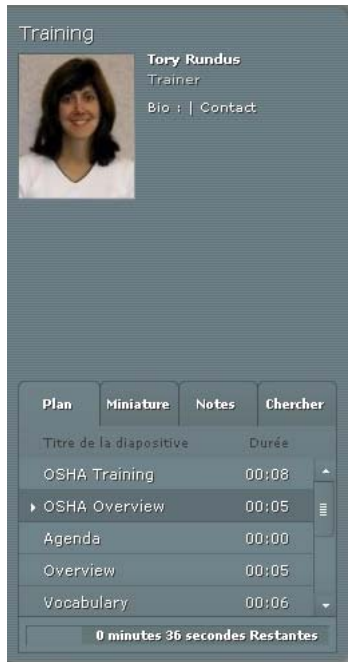 Training
Tory Rundus
Trainer
Bio : | Contact
Plan Miniature Notes Chercher
Titre de la diapositive Durée
OSHA Training 00:08
OSHA Overview 00:05
Agenda 00:00
Overview 00:05
Vocabulary 00:06
0 minutes 36 secondes Restantes